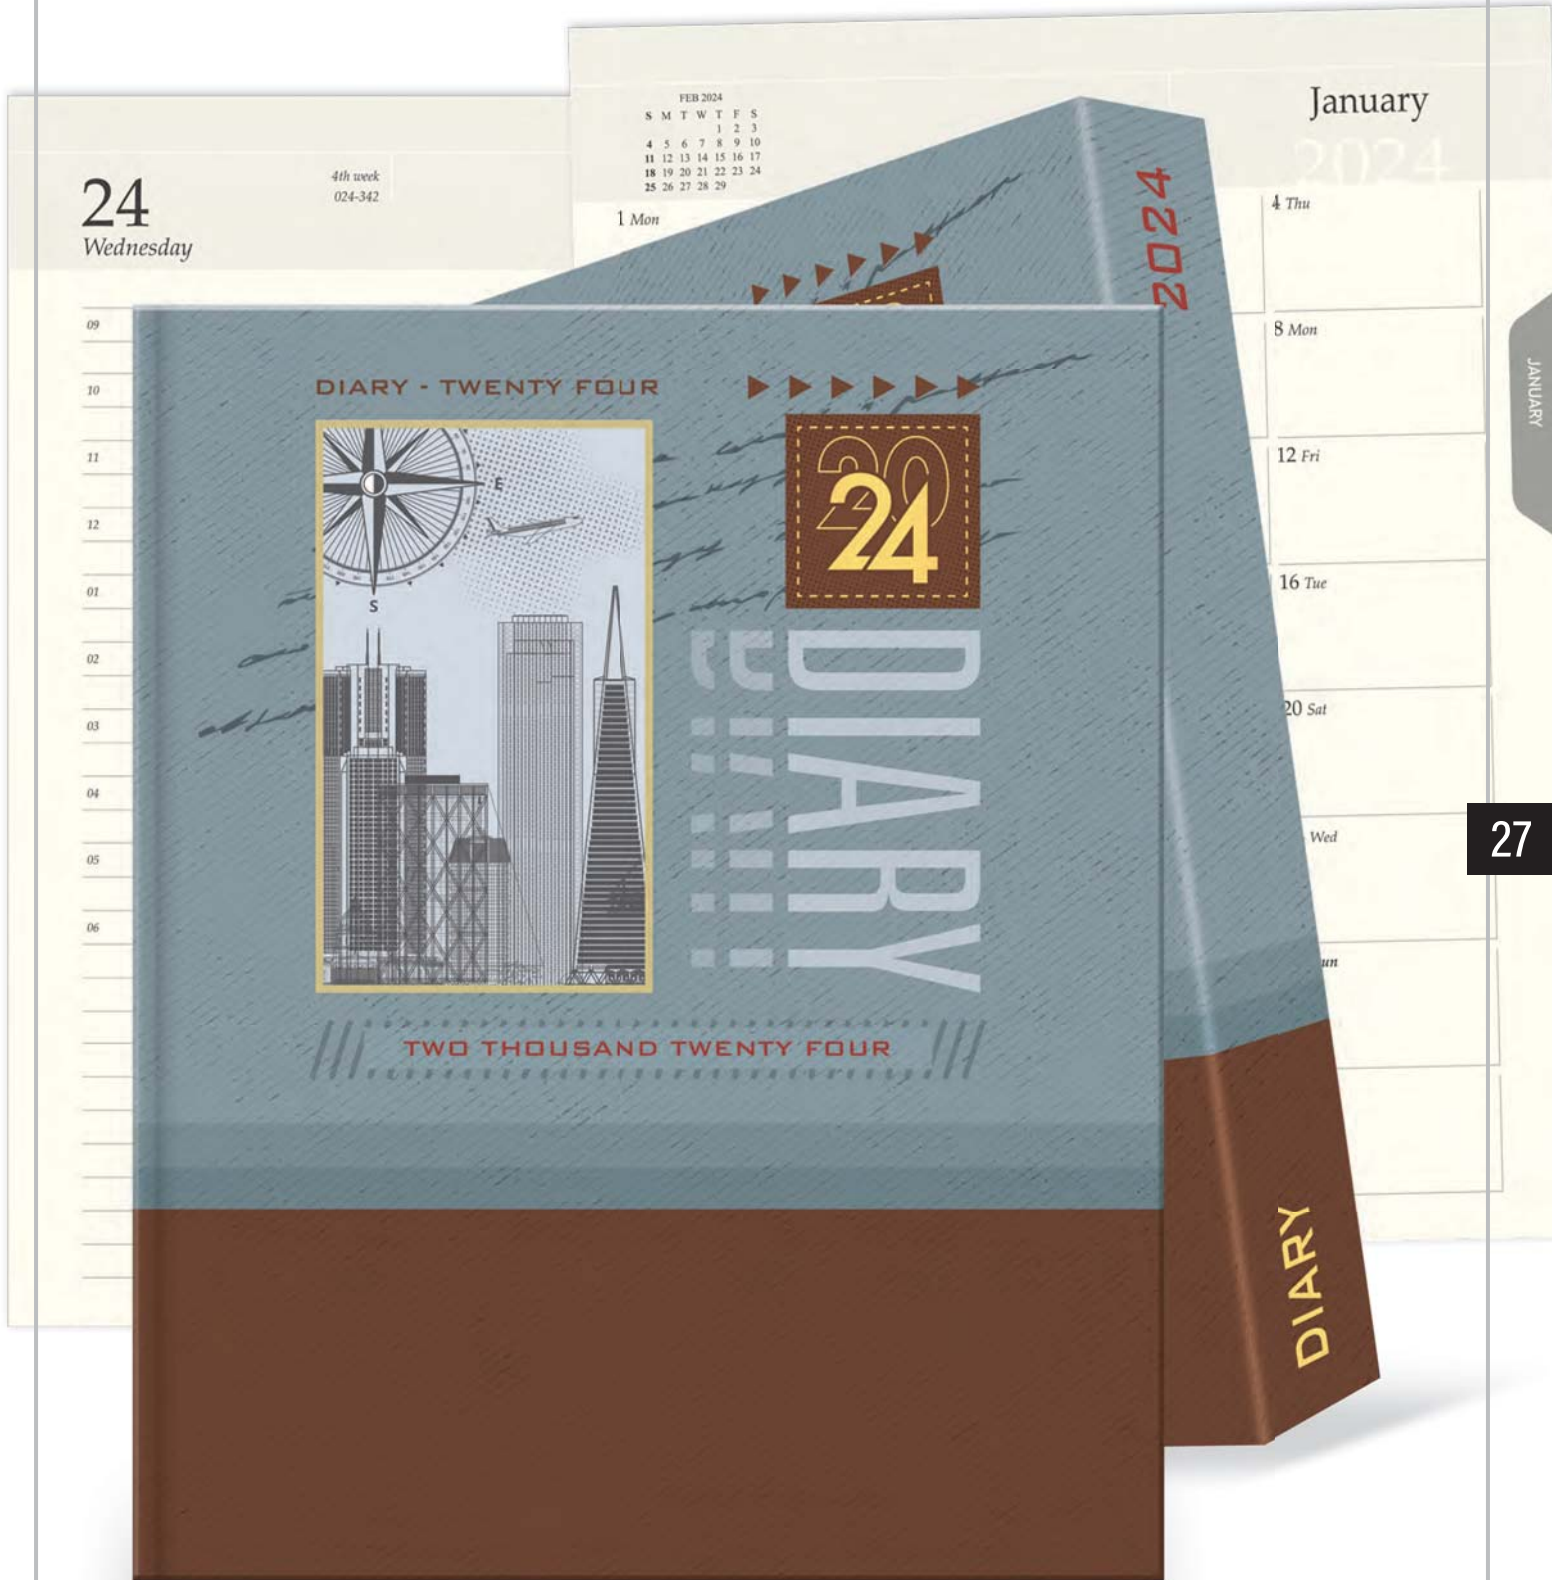 24
Wednesday
4th week
024-342
09
10
11
12
01
02
03
04
05
06
FEB 2024
S M T W T F S
1 2 3
4 5 6 7 8 9 10
11 12 13 14 15 16 17
18 19 20 21 22 23 24
25 26 27 28 29
January
2024
1 Mon
4 Thu
8 Mon
12 Fri
16 Tue
20 Sat
Wed
JANUARY
27
2024
DIARY
DIARY - TWENTY FOUR
E
S
2024
DIARY
TWO THOUSAND TWENTY FOUR